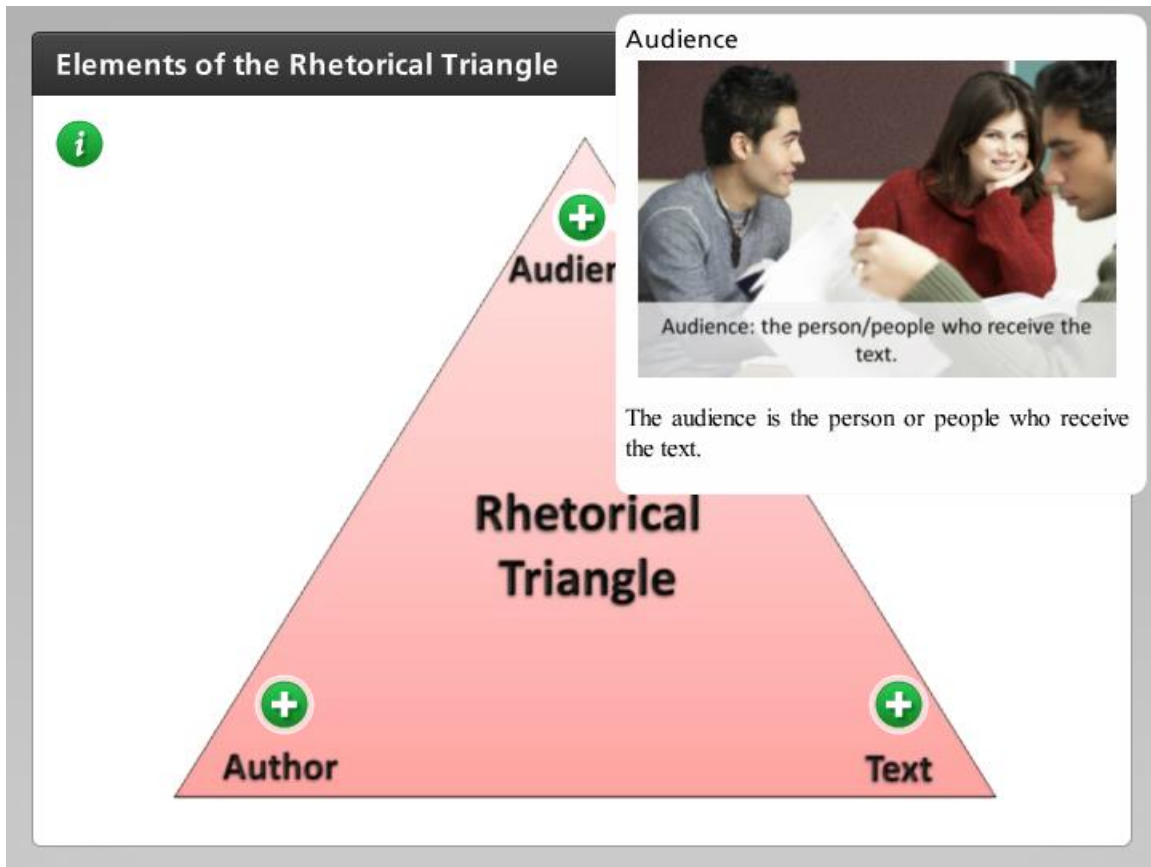 Elements of the Rhetorical Triangle
Audience
Audience: the person/people who receive the
text.
The audience is the person or people who receive
the text.
Audien
Rhetorical
Triangle
Author
Text